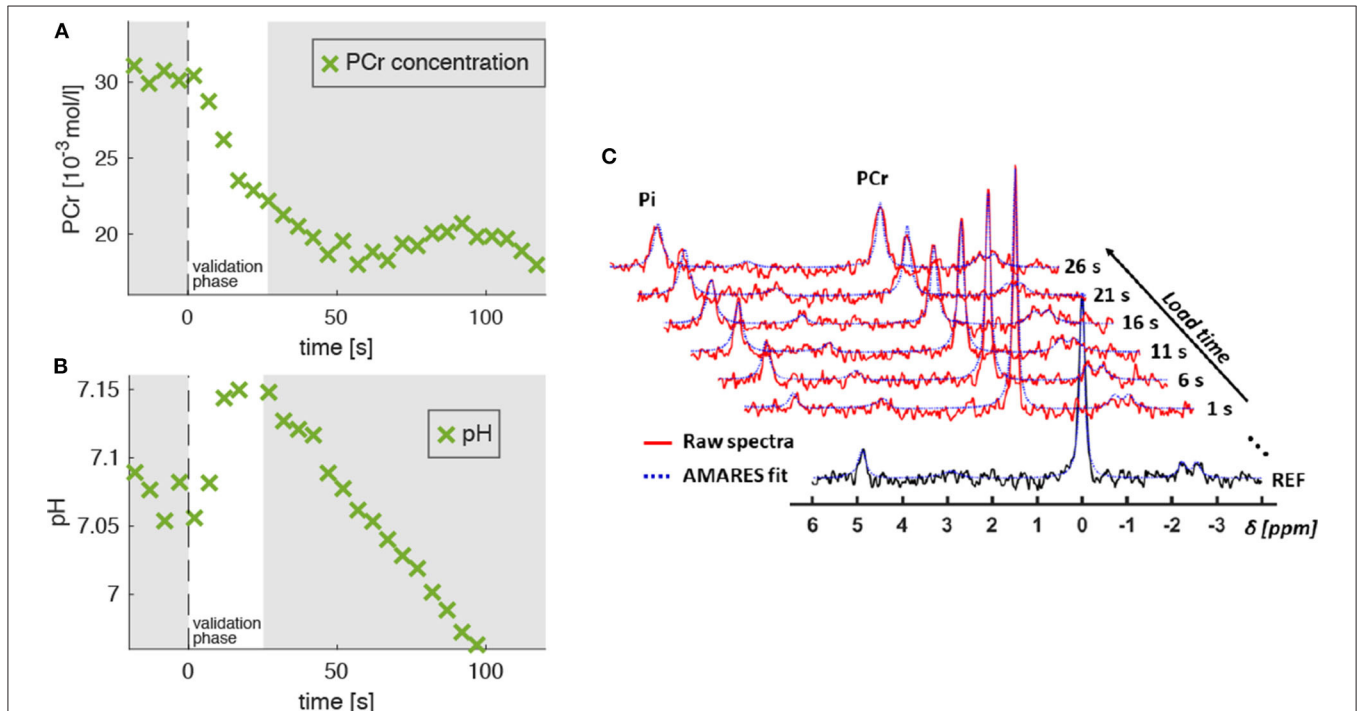 A
PCr concentration
30
25
20
PCr [10⁻³ mol/l]
validation
phase
0
50
100
time [s]
B
7.15
7.1
7.05
7
pH
pH
validation
phase
0
50
100
time [s]
C
Pi
PCr
26 s
21 s
16 s
11 s
6 s
1 s
Load time
Raw spectra
AMARES fit
REF
6 5 4 3 2 1 0 -1 -2 -3 δ [ppm]